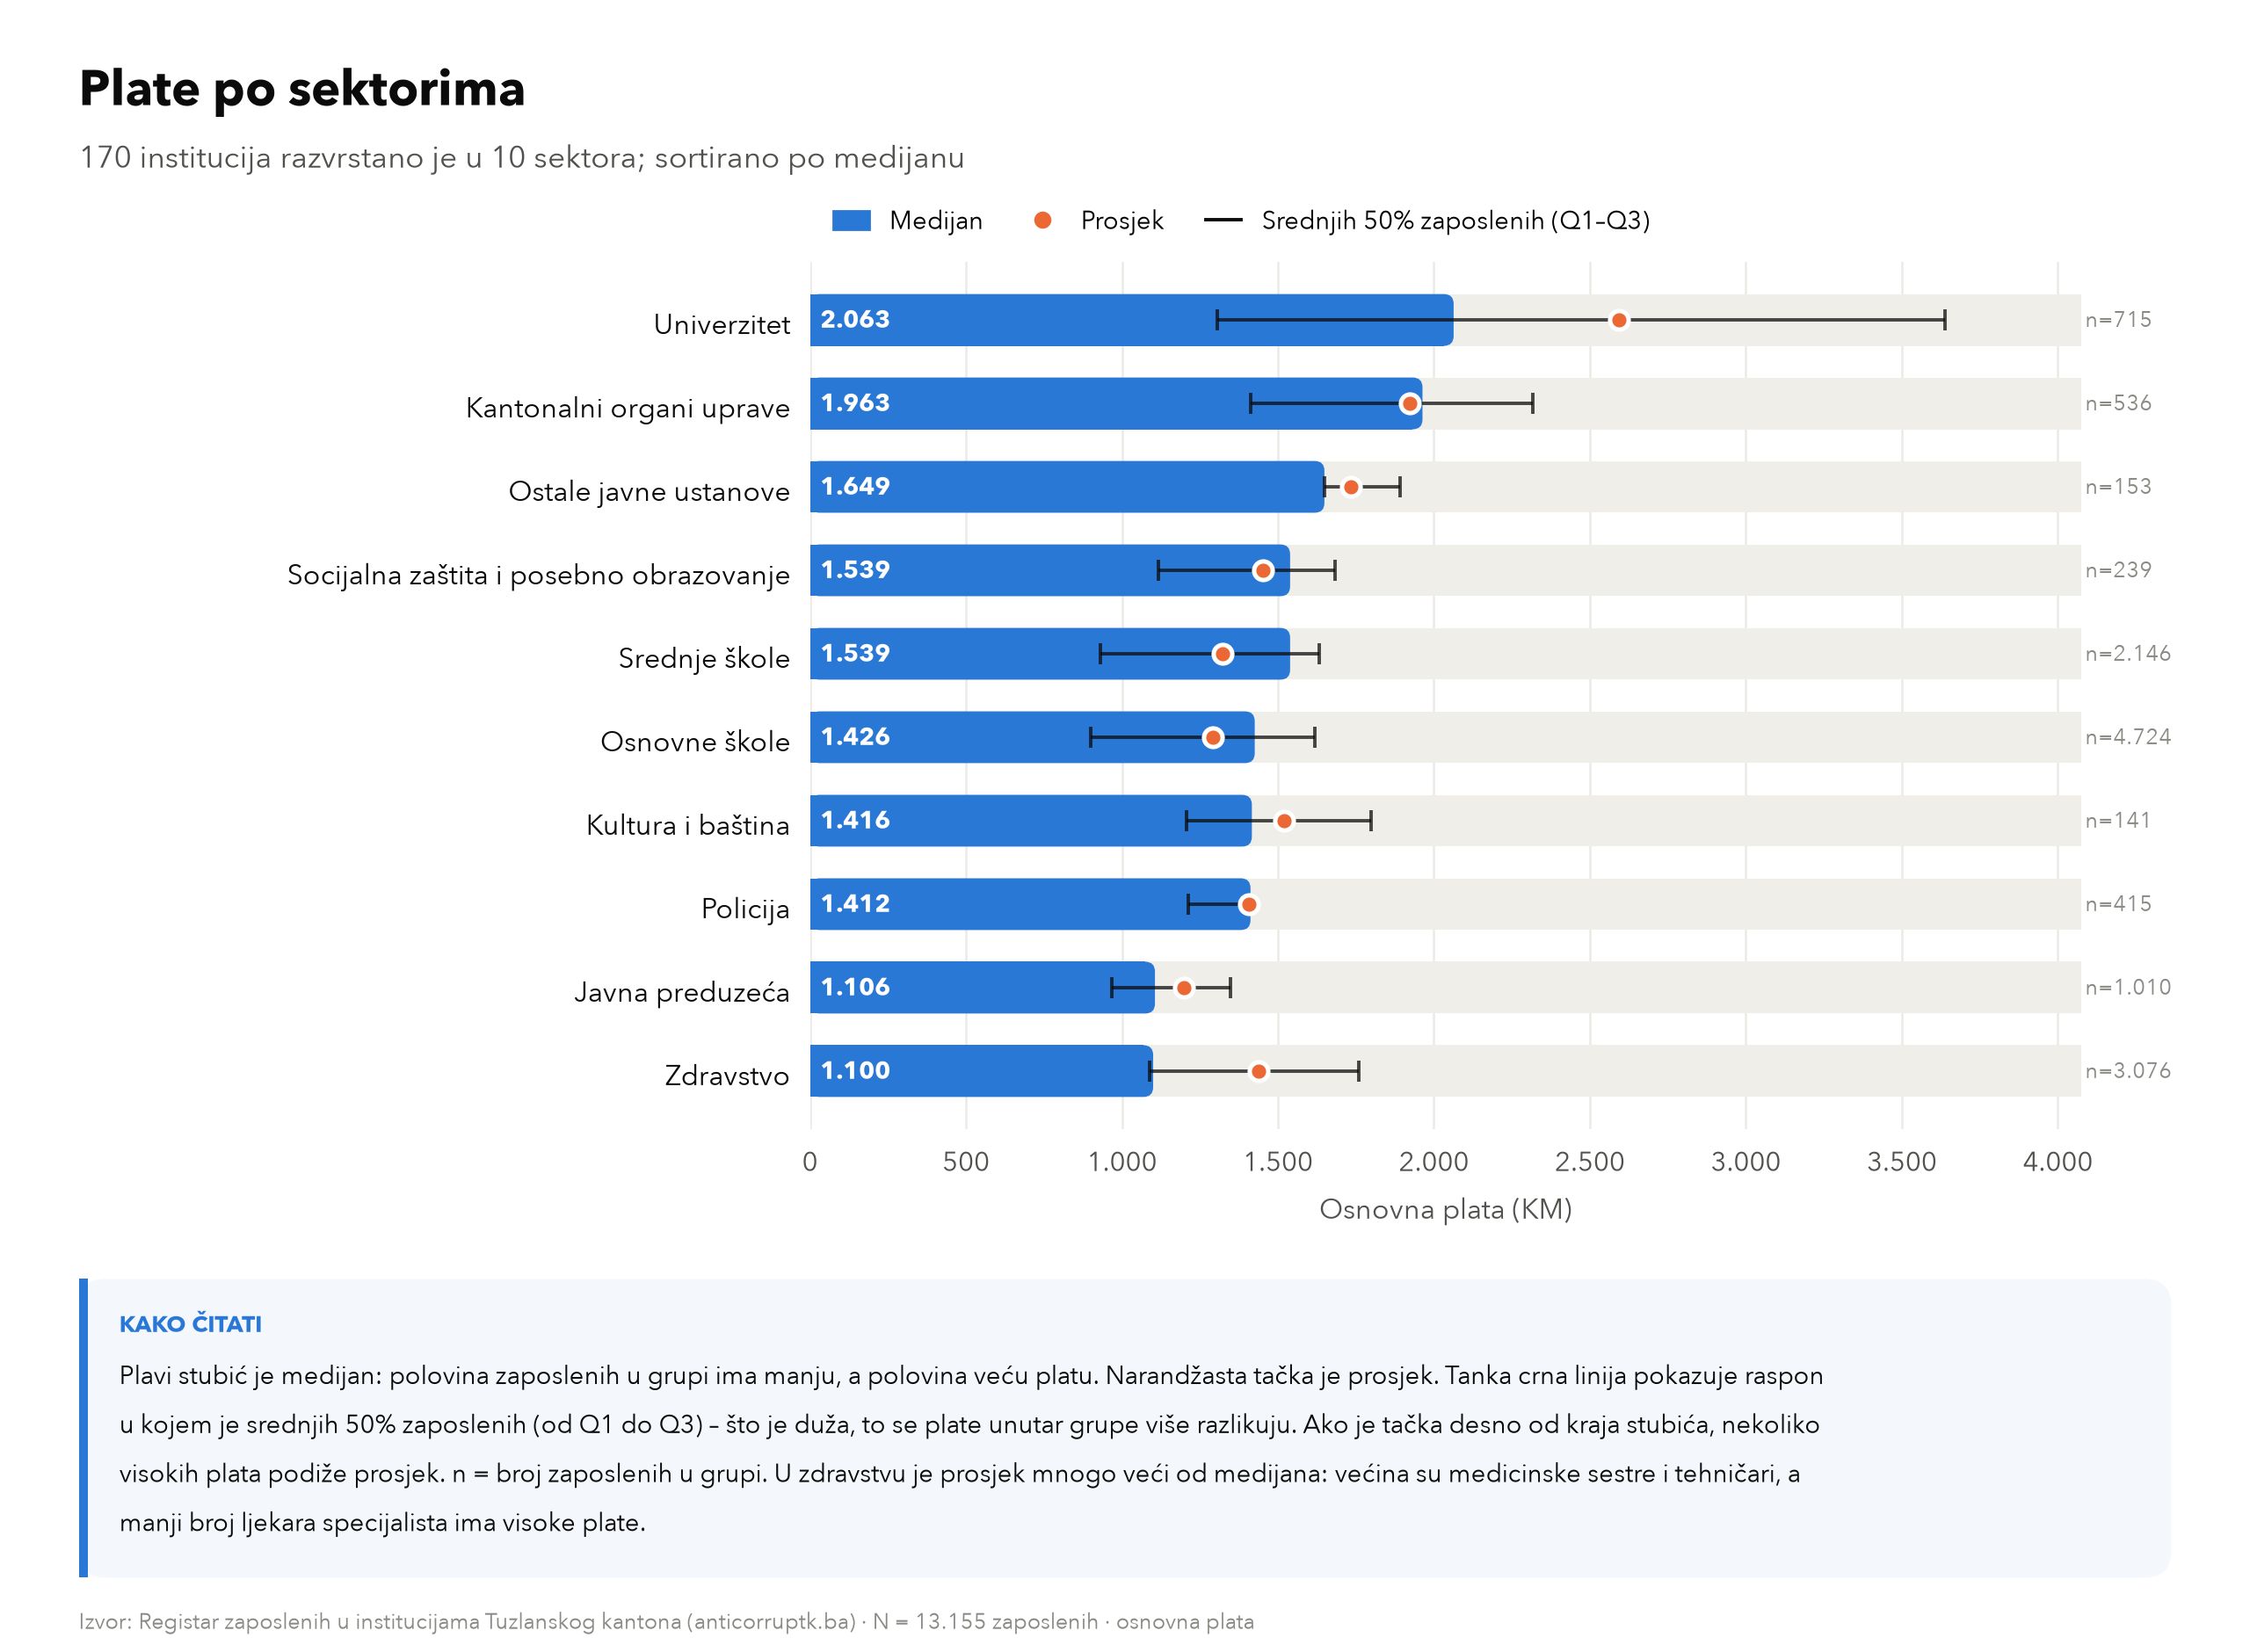 Plate po sektorima
170 institucija razvrstano je u 10 sektora; sortirano po medijanu
Medijan Prosjek Srednjih 50% zaposlenih (Q1–Q3)
Univerzitet 2.063 n=715
Kantonalni organi uprave 1.963 n=536
Ostale javne ustanove 1.649 n=153
Socijalna zaštita i posebno obrazovanje 1.539 n=239
Srednje škole 1.539 n=2.146
Osnovne škole 1.426 n=4.724
Kultura i baština 1.416 n=141
Policija 1.412 n=415
Javna preduzeća 1.106 n=1.010
Zdravstvo 1.100 n=3.076
0 500 1.000 1.500 2.000 2.500 3.000 3.500 4.000
Osnovna plata (KM)
KAKO ČITATI
Plavi stubić je medijan: polovina zaposlenih u grupi ima manju, a polovina veću platu. Narandžasta tačka je prosjek. Tanka crna linija pokazuje raspon
u kojem je srednjih 50% zaposlenih (od Q1 do Q3) – što je duža, to se plate unutar grupe više razlikuju. Ako je tačka desno od kraja stubića, nekoliko
visokih plata podiže prosjek. n = broj zaposlenih u grupi. U zdravstvu je prosjek mnogo veći od medijana: većina su medicinske sestre i tehničari, a
manji broj ljekara specijalista ima visoke plate.
Izvor: Registar zaposlenih u institucijama Tuzlanskog kantona (anticorruptk.ba) · N = 13.155 zaposlenih · osnovna plata